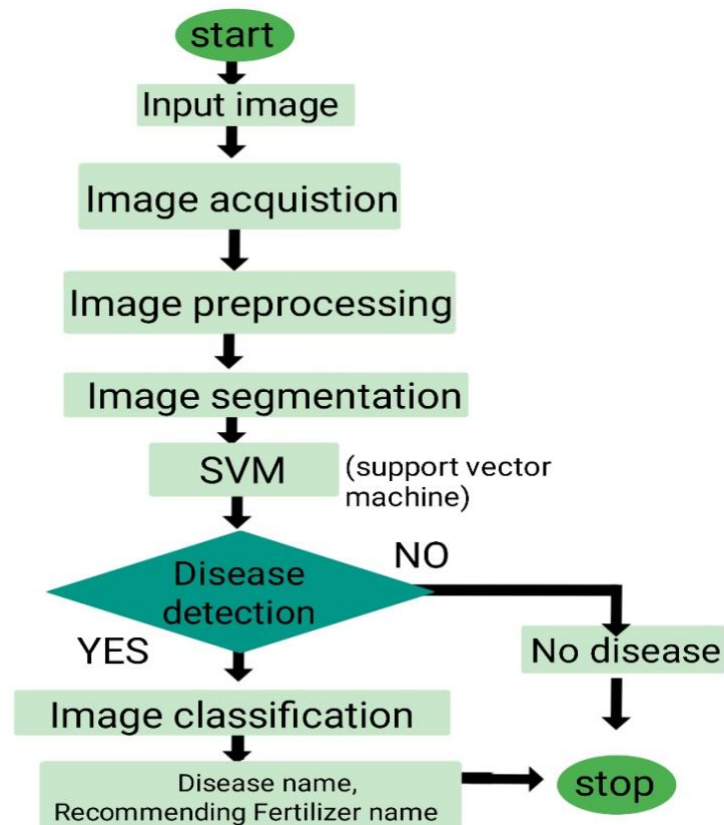 start
Input image
Image acquistion
Image preprocessing
Image segmentation
SVM
(support vector
machine)
Disease
detection
NO
YES
No disease
Image classification
Disease name,
Recommending Fertilizer name
stop